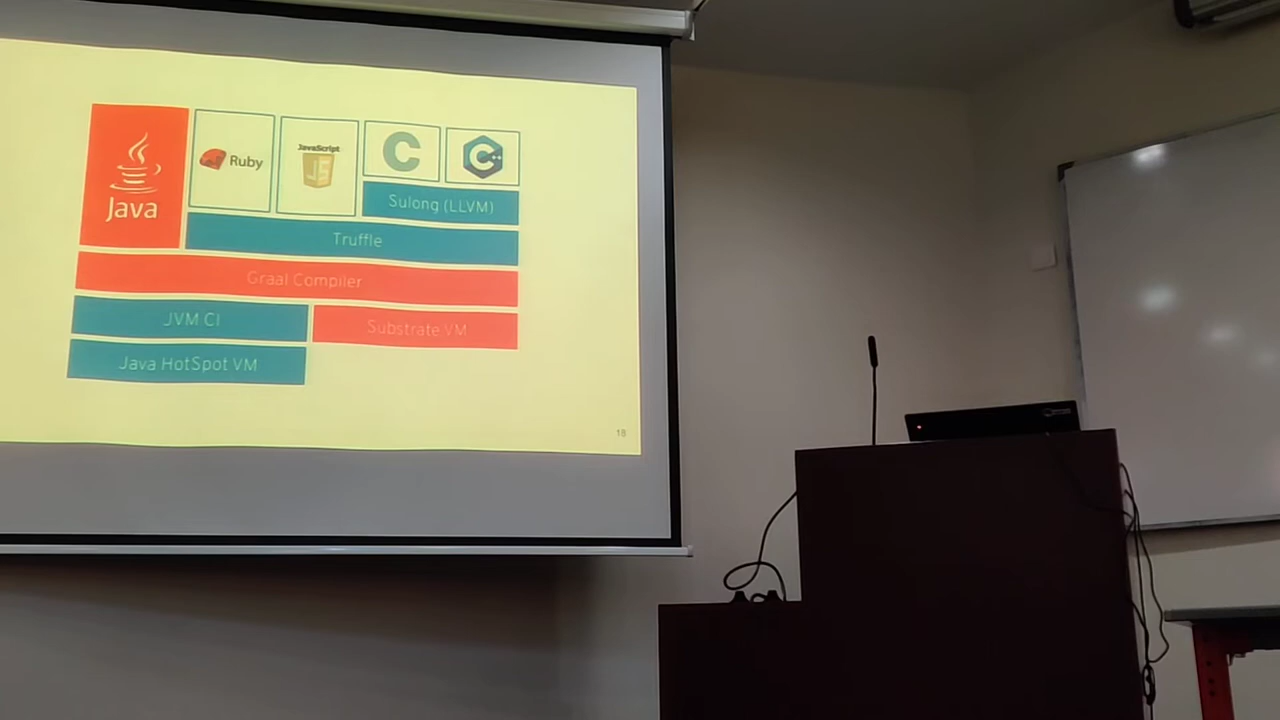 Java
Ruby
JavaScript
JS
C
C++
Sulong (LLVM)
Truffle
Graal Compiler
JVM CI
Substrate VM
Java HotSpot VM
18